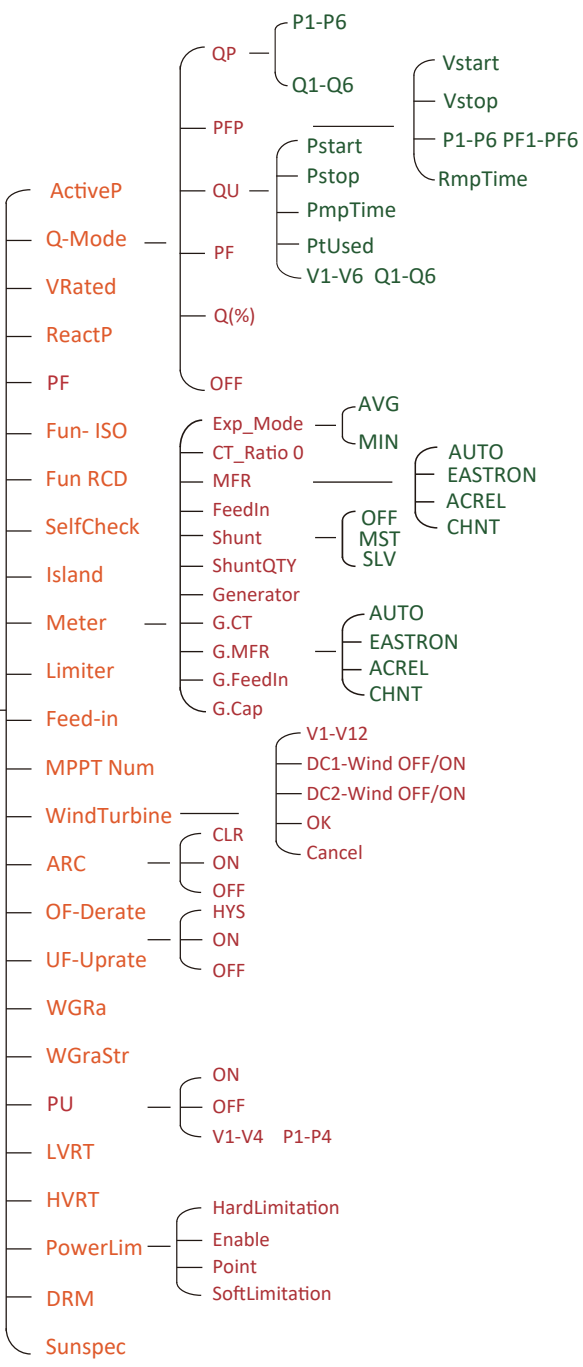 P1-P6
QP
Q1-Q6
Vstart
Vstop
PFP
P1-P6 PF1-PF6
Pstart
RmpTime
Pstop
ActiveP
QU
PmpTime
Q-Mode
PF
PtUsed
V1-V6 Q1-Q6
VRated
Q(%)
ReactP
PF
OFF
AVG
Exp_Mode
Fun- ISO
MIN
CT_Ratio 0
AUTO
Fun RCD
MFR
EASTRON
FeedIn
ACREL
OFF
SelfCheck
Shunt
MST
CHNT
SLV
ShuntQTY
Island
Generator
AUTO
Meter
G.CT
EASTRON
G.MFR
ACREL
Limiter
G.FeedIn
CHNT
G.Cap
Feed-in
V1-V12
MPPT Num
DC1-Wind OFF/ON
DC2-Wind OFF/ON
WindTurbine
OK
CLR
Cancel
ARC
ON
OFF
OF-Derate
HYS
ON
UF-Uprate
OFF
WGRa
WGraStr
ON
PU
OFF
V1-V4 P1-P4
LVRT
HVRT
HardLimitation
Enable
PowerLim
Point
SoftLimitation
DRM
Sunspec